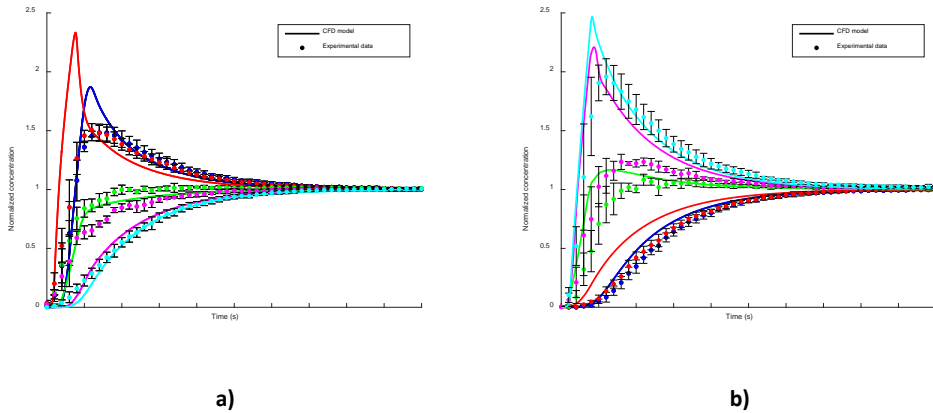 2.5
2
1.5
1
0.5
0
Normalized concentration
Time (s)
CFD model
Experimental data
2.5
2
1.5
1
0.5
0
Normalized concentration
Time (s)
CFD model
Experimental data
a)
b)